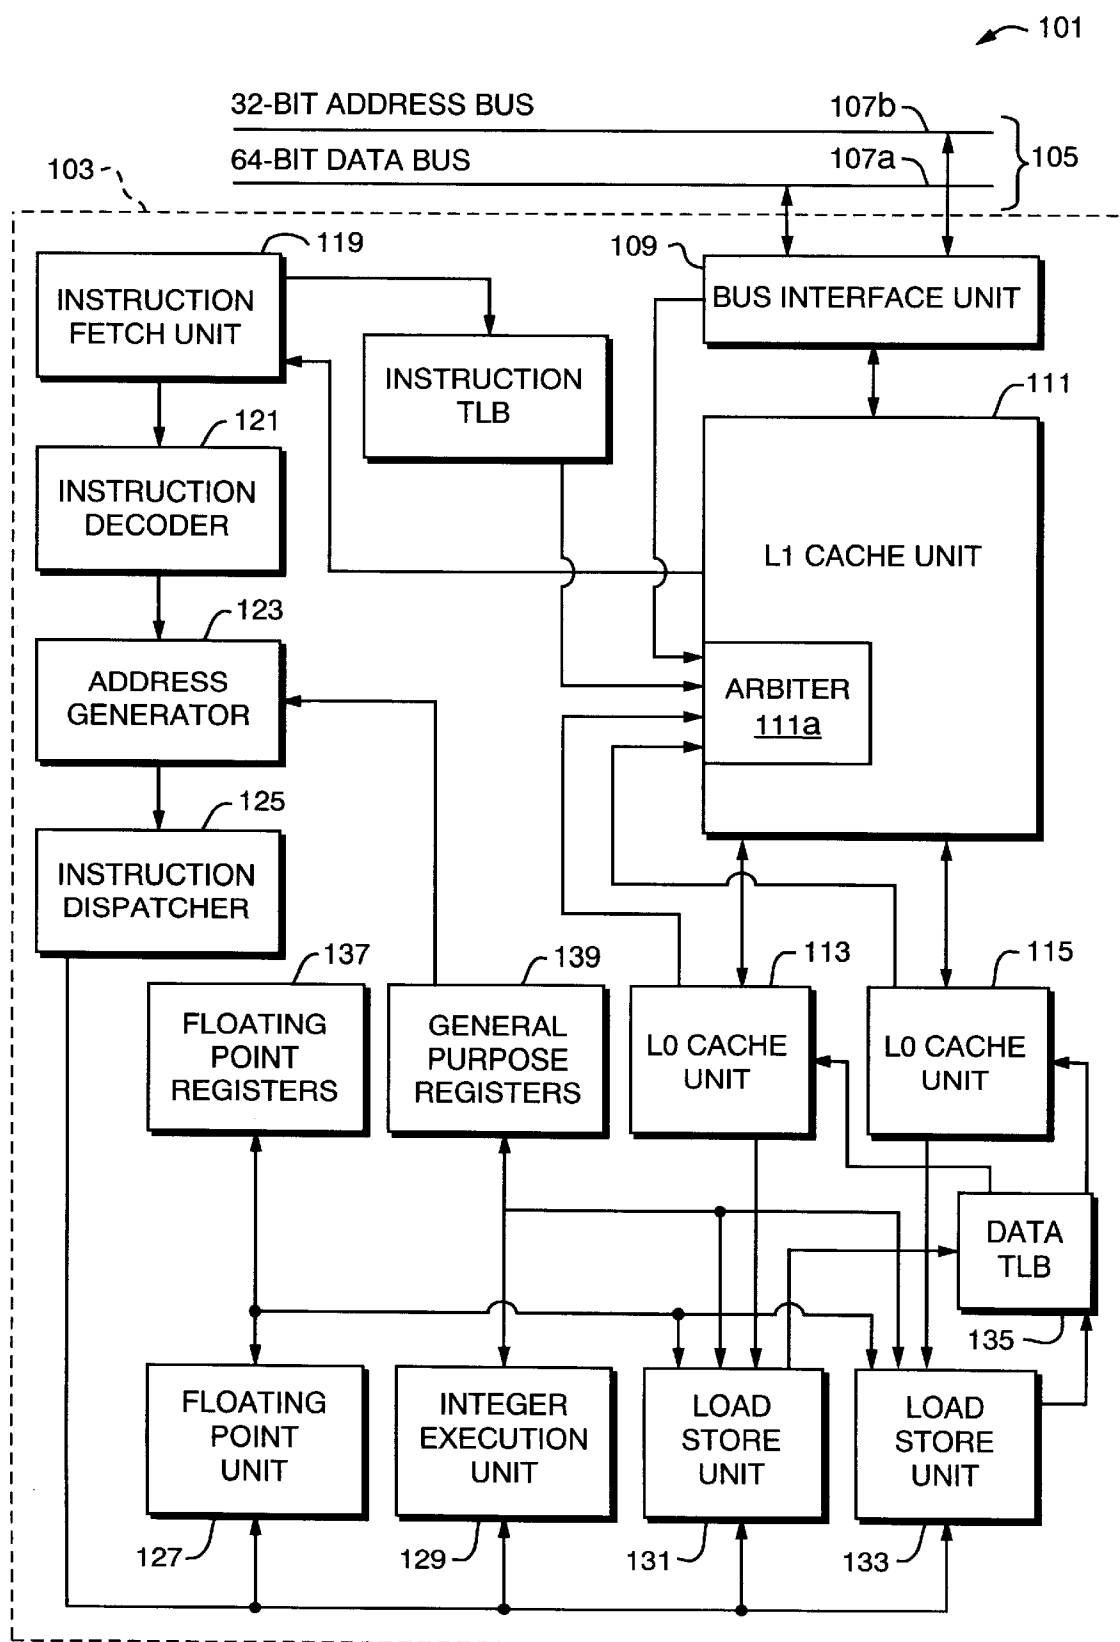 101
32-BIT ADDRESS BUS
107b
64-BIT DATA BUS
107a
105
103
119
INSTRUCTION
FETCH UNIT
109
BUS INTERFACE UNIT
INSTRUCTION
TLB
111
L1 CACHE UNIT
121
INSTRUCTION
DECODER
123
ADDRESS
GENERATOR
ARBITER
111a
125
INSTRUCTION
DISPATCHER
137
FLOATING
POINT
REGISTERS
139
GENERAL
PURPOSE
REGISTERS
113
L0 CACHE
UNIT
115
L0 CACHE
UNIT
DATA
TLB
135
FLOATING
POINT
UNIT
127
INTEGER
EXECUTION
UNIT
129
LOAD
STORE
UNIT
131
LOAD
STORE
UNIT
133